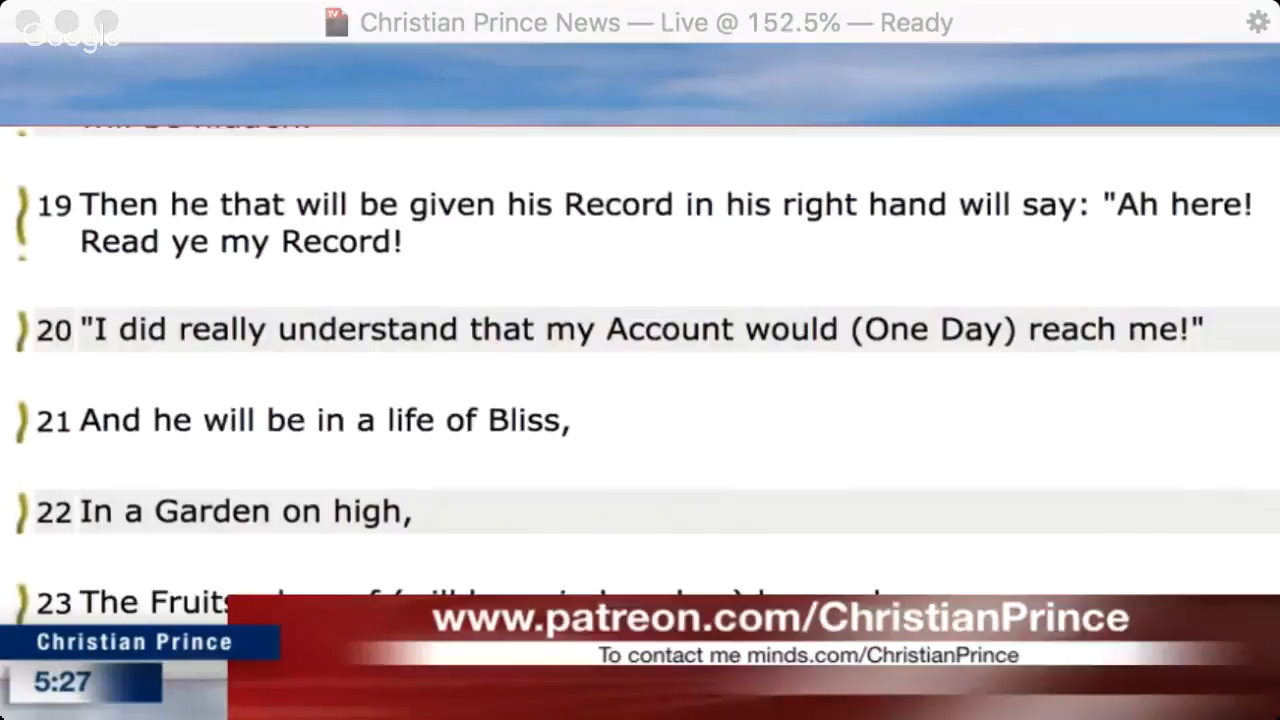 Christian Prince News — Live @ 152.5% — Ready
Google
19 Then he that will be given his Record in his right hand will say: "Ah here!
Read ye my Record!
20 "I did really understand that my Account would (One Day) reach me!"
21 And he will be in a life of Bliss,
22 In a Garden on high,
23 The Fruits
www.patreon.com/ChristianPrince
Christian Prince
To contact me minds.com/ChristianPrince
5:27